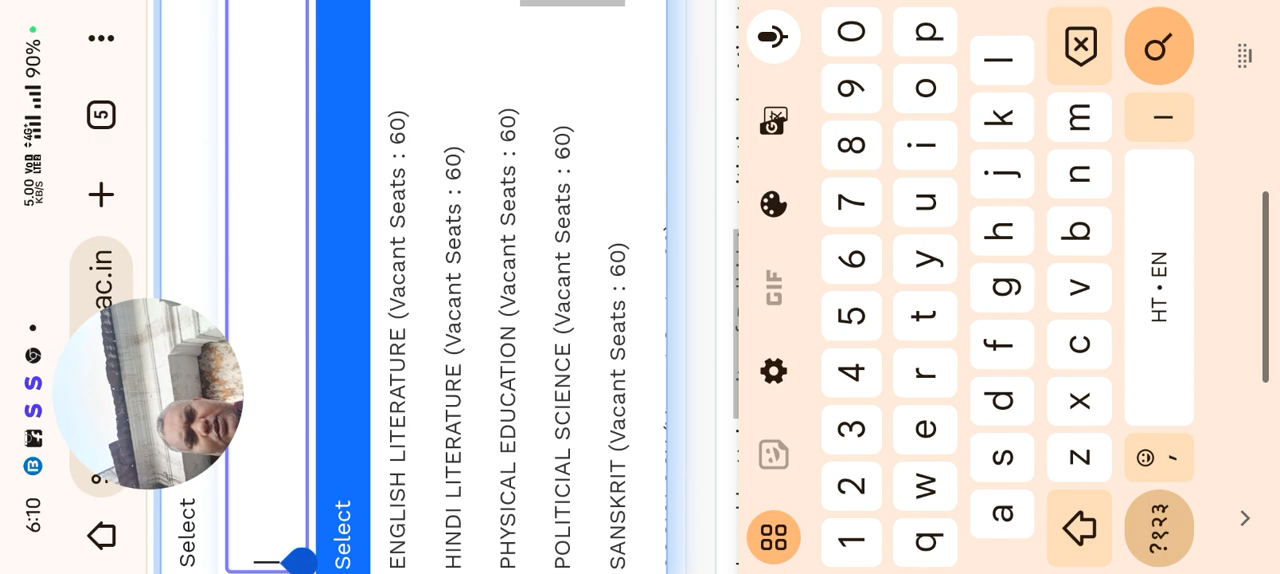 6:10
5.00 KB/S
VoD LTE
4G+
90%
ac.in
5
Select
Select
ENGLISH LITERATURE (Vacant Seats : 60)
HINDI LITERATURE (Vacant Seats : 60)
PHYSICAL EDUCATION (Vacant Seats : 60)
POLITICIAL SCIENCE (Vacant Seats : 60)
SANSKRIT (Vacant Seats : 60)
GIF
1 2 3 4 5 6 7 8 9 0
q w e r t y u i o p
a s d f g h j k l
z x c v b n m
?१२३
,
HT • EN
।